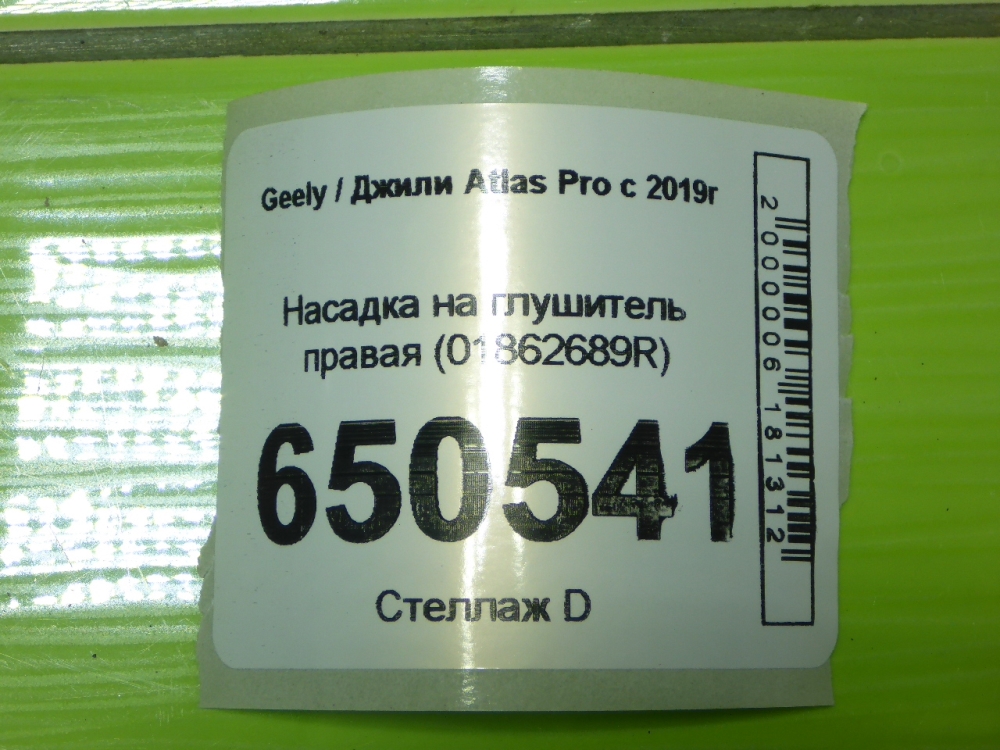 Geely / Джили Atlas Pro с 2019г
Насадка на глушитель
правая (01862689R)
650541
Стеллаж D
2000006181312